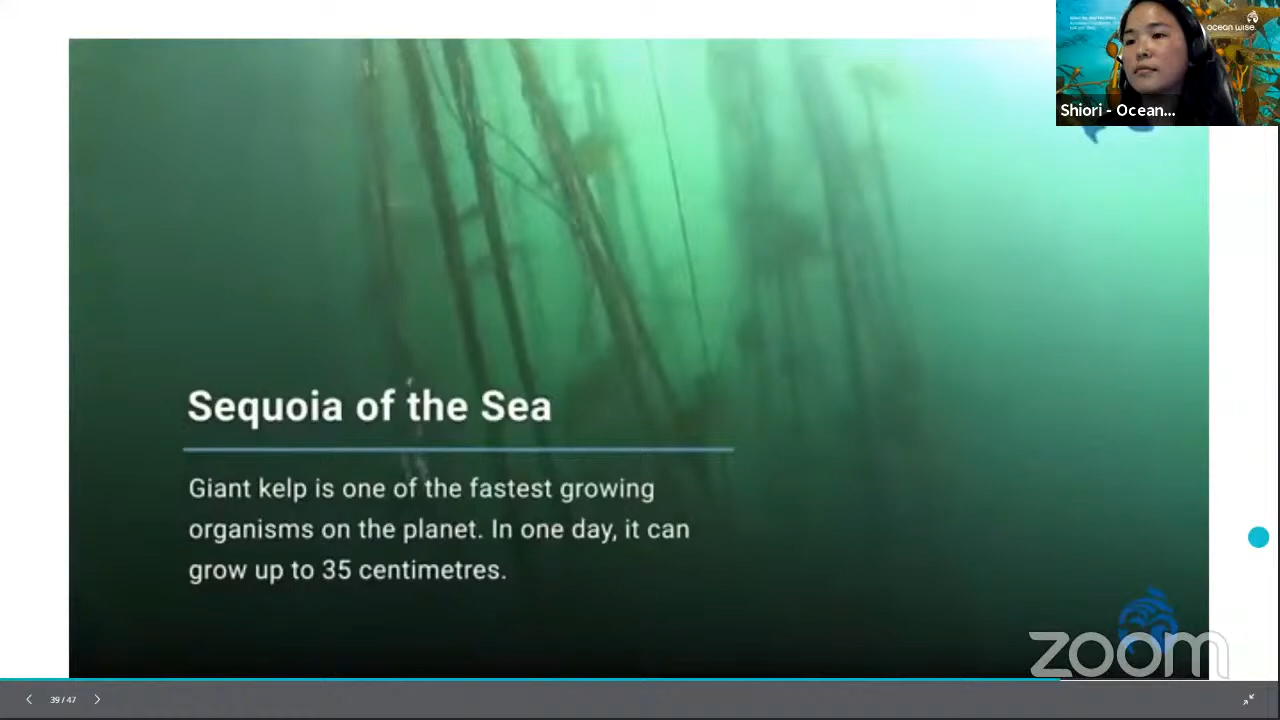 ocean wise.
Shiori - Ocean...
Sequoia of the Sea
Giant kelp is one of the fastest growing
organisms on the planet. In one day, it can
grow up to 35 centimetres.
zoom
39 / 47